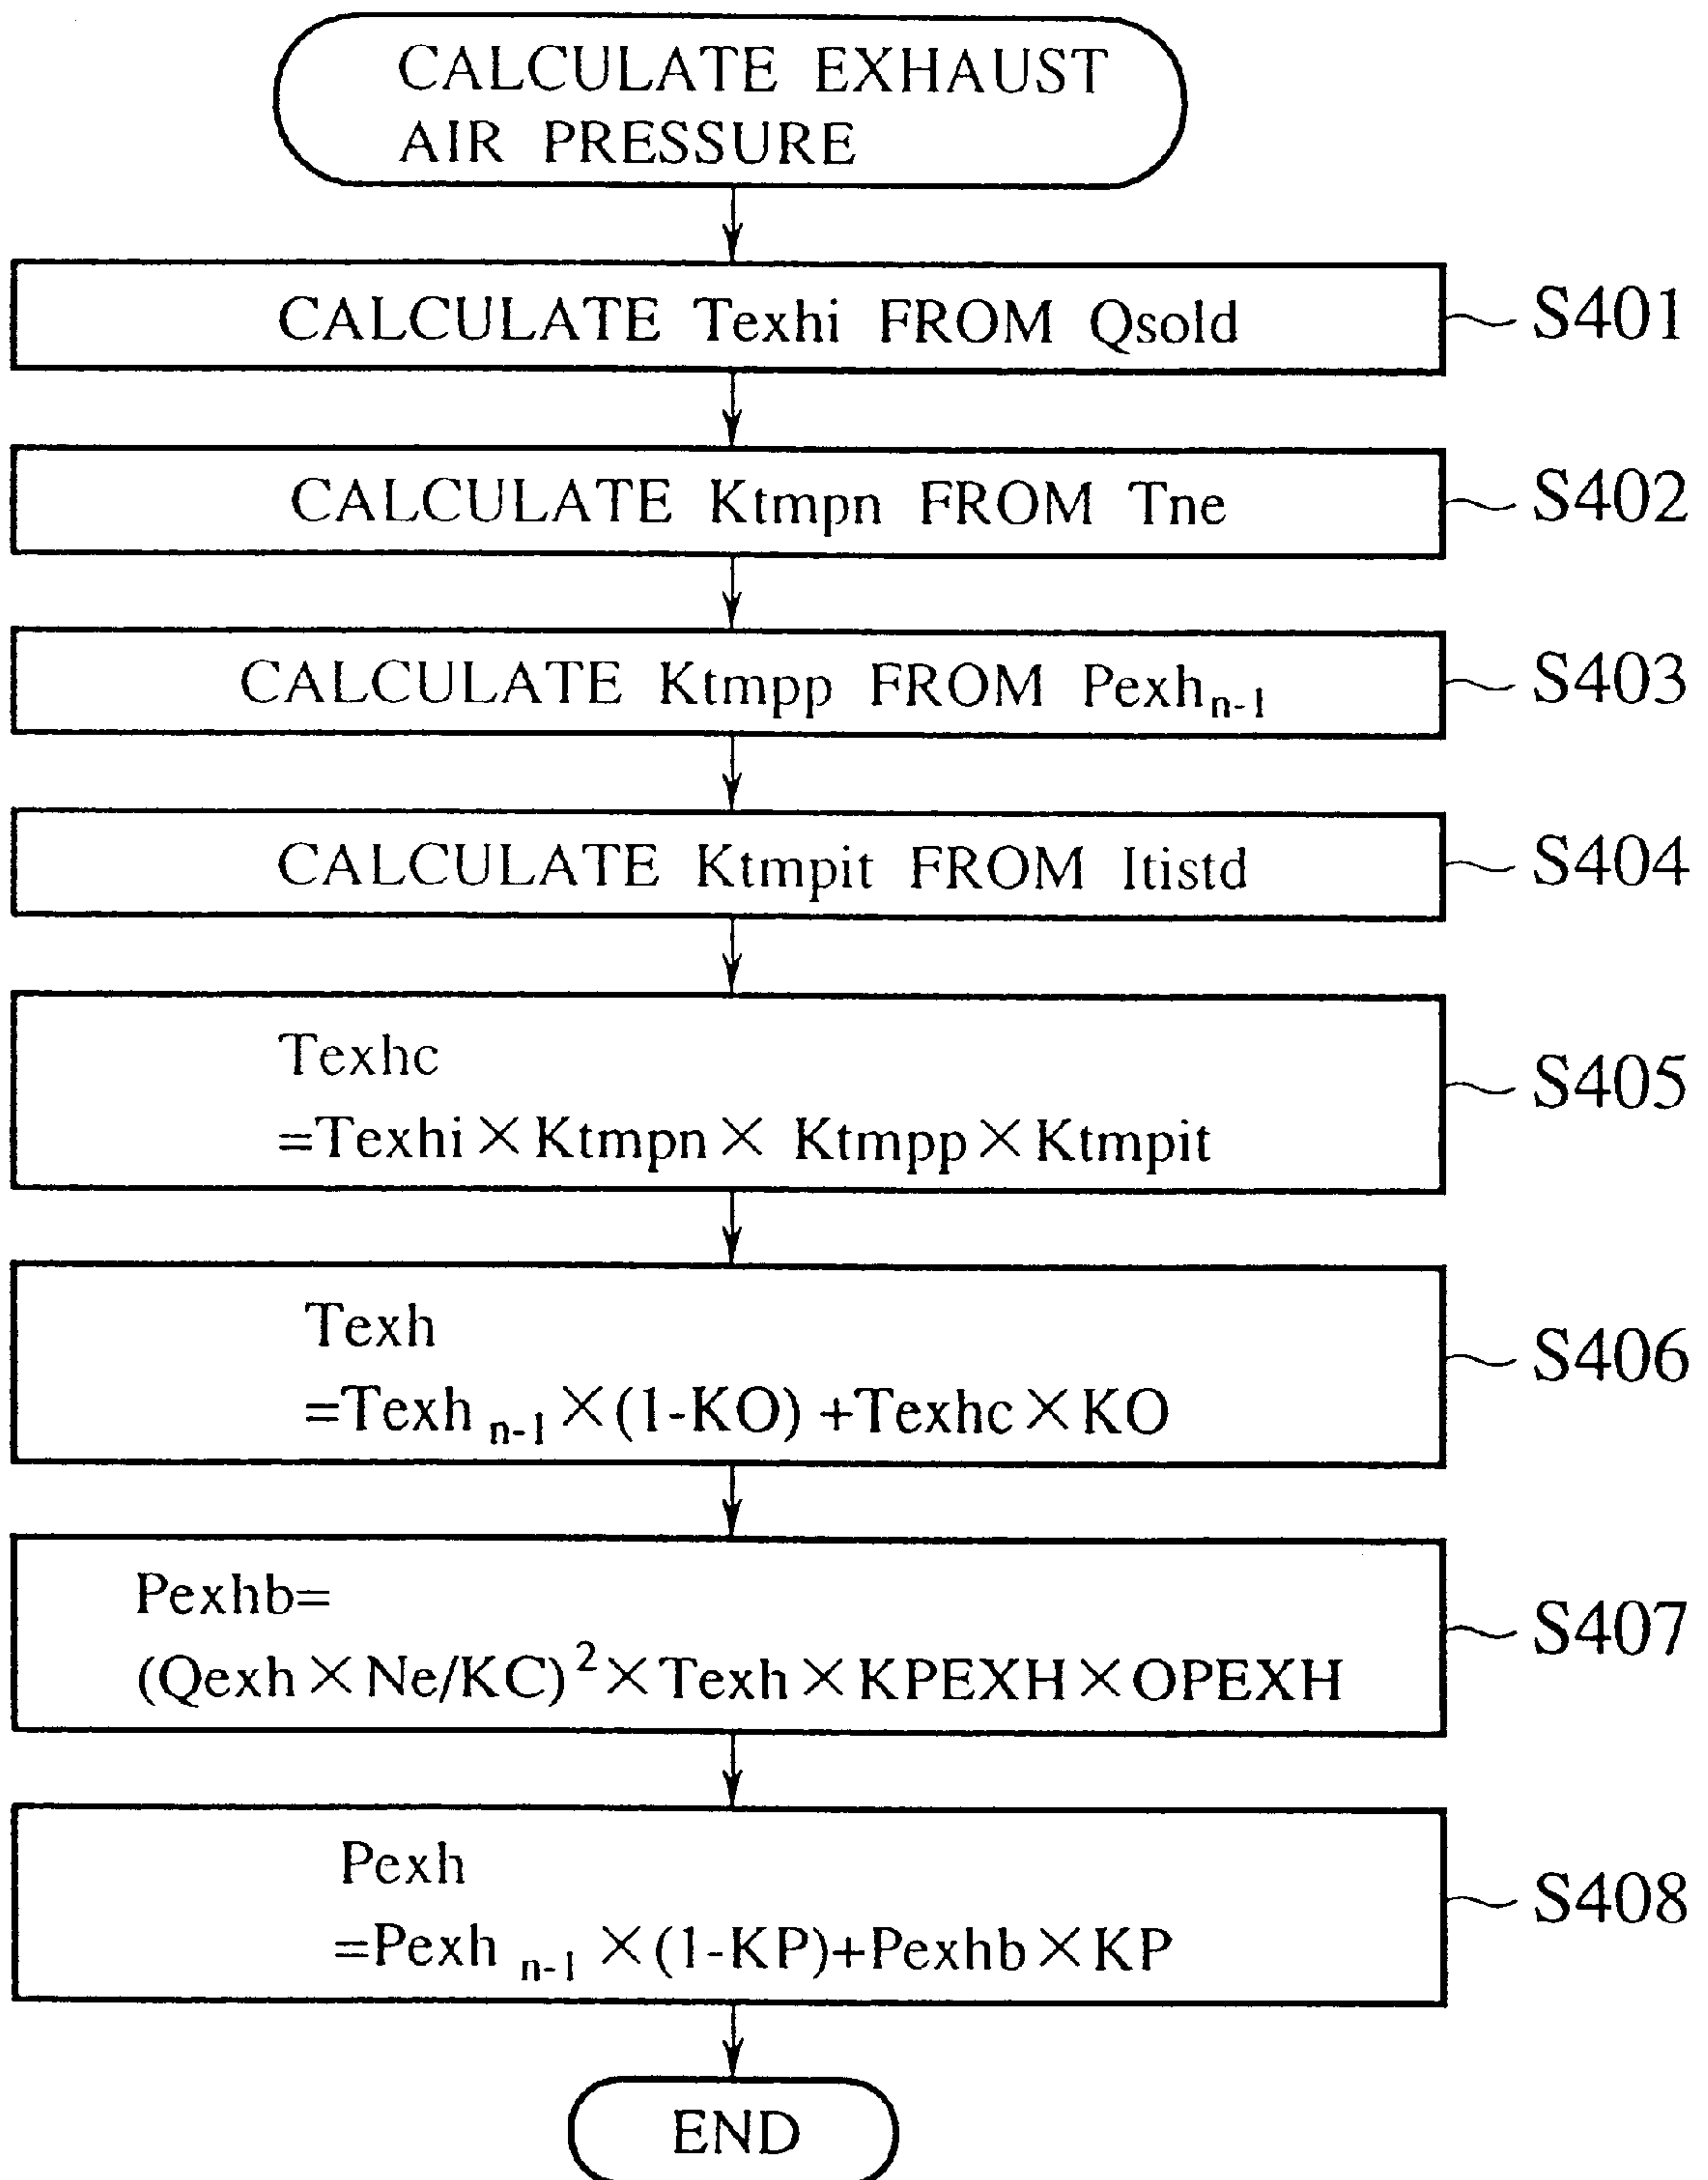 CALCULATE EXHAUST
AIR PRESSURE
CALCULATE Texhi FROM Qsold
S401
CALCULATE Ktmpn FROM Tne
S402
CALCULATE Ktmpp FROM Pexhn-1
S403
CALCULATE Ktmpit FROM Itistd
S404
Texhc
=Texhi×Ktmpn× Ktmpp×Ktmpit
S405
Texh
=Texh n-1 ×(1-KO) +Texhc×KO
S406
Pexhb=
(Qexh×Ne/KC)²×Texh×KPEXH×OPEXH
S407
Pexh
=Pexh n-1 ×(1-KP)+Pexhb×KP
S408
END